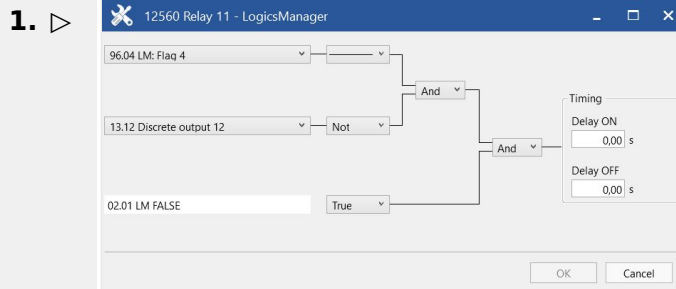 1.
12560 Relay 11 - LogicsManager
96.04 LM: Flag 4
And
Timing
Delay ON
13.12 Discrete output 12 Not
0,00 s
And
Delay OFF
0,00 s
02.01 LM FALSE True
OK Cancel